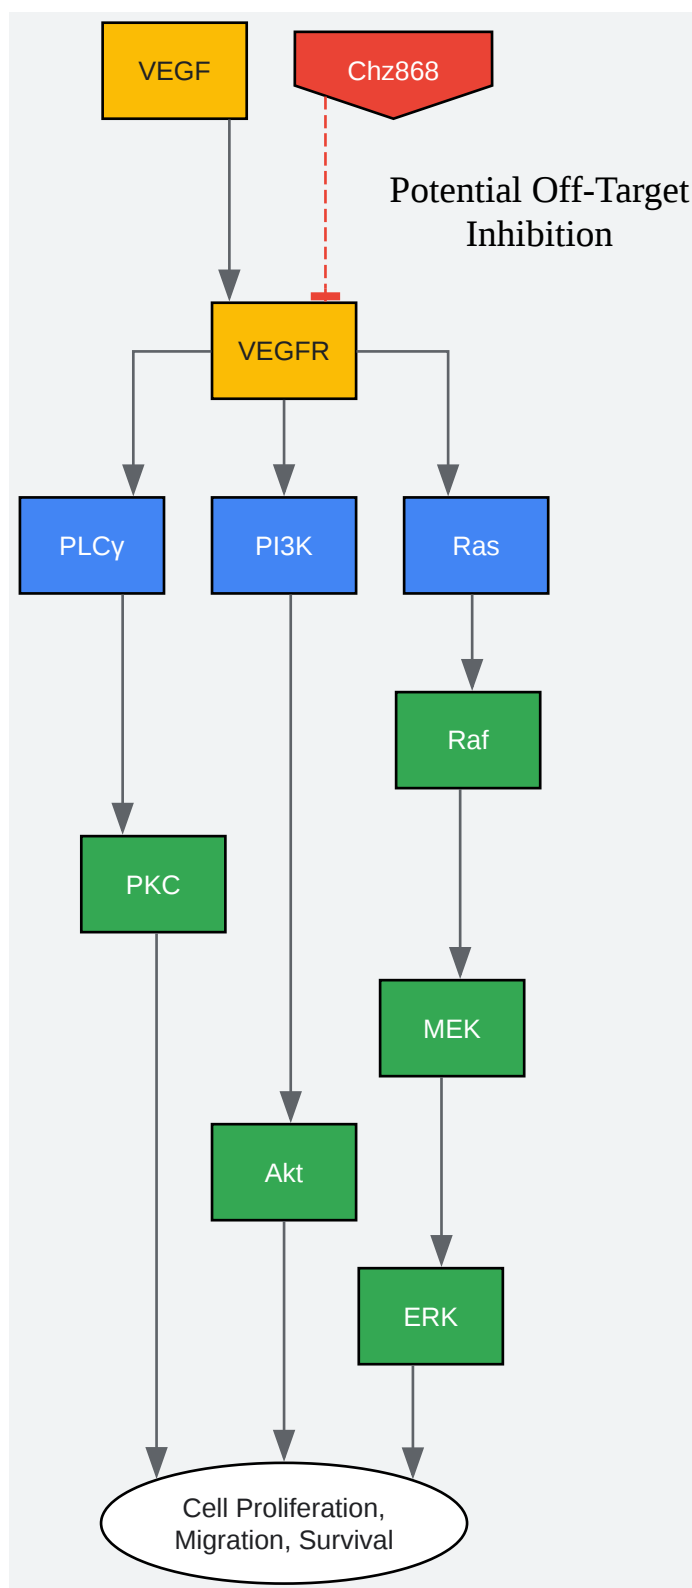 VEGF
Chz868
Potential Off-Target
Inhibition
VEGFR
PLCγ
PI3K
Ras
Raf
PKC
MEK
Akt
ERK
Cell Proliferation,
Migration, Survival